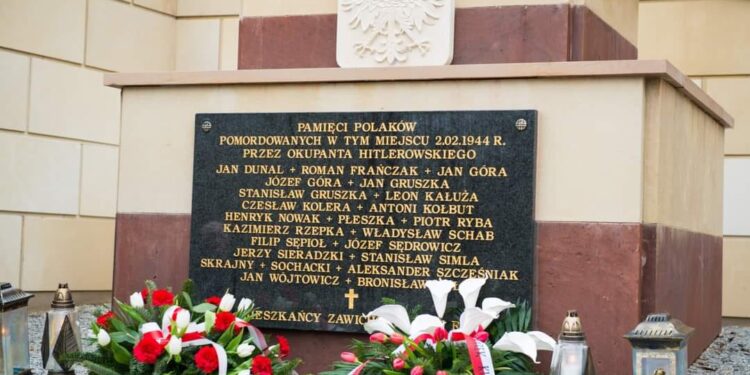 PAMIĘCI POLAKÓW
POMORDOWANYCH W TYM MIEJSCU 2.02.1944 R.
PRZEZ OKUPANTA HITLEROWSKIEGO
JAN DUNAL + ROMAN FRAŃCZAK + JAN GÓRA
JÓZEF GÓRA + JAN GRUSZKA
STANISŁAW GRUSZKA + LEON KAŁUŻA
CZESŁAW KOLERA + ANTONI KOŁBUT
HENRYK NOWAK + PŁESZKA + PIOTR RYBA
KAZIMIERZ RZEPKA + WŁADYSŁAW SCHAB
FILIP SĘPIOŁ + JÓZEF SĘDROWICZ
JERZY SIERADZKI + STANISŁAW SIMLA
SKRAJNY + SOCHACKI + ALEKSANDER SZCZEŚNIAK
JAN WÓJTOWICZ + BRONISŁAW